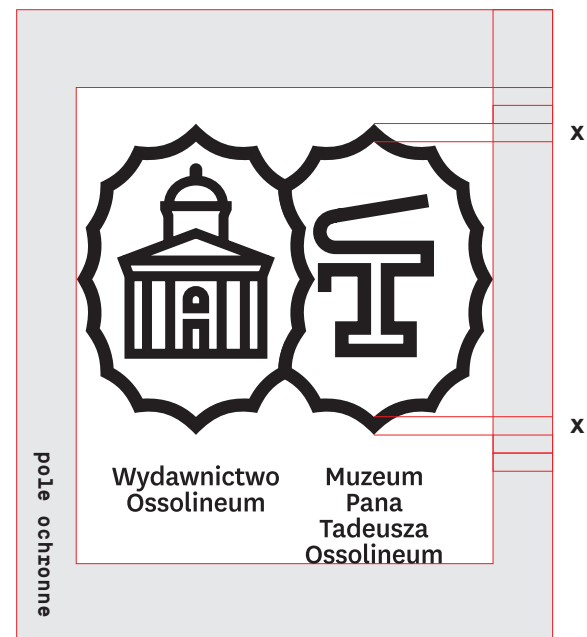 x
x
pole ochronne
Wydawnictwo
Ossolineum
Muzeum
Pana
Tadeusza
Ossolineum